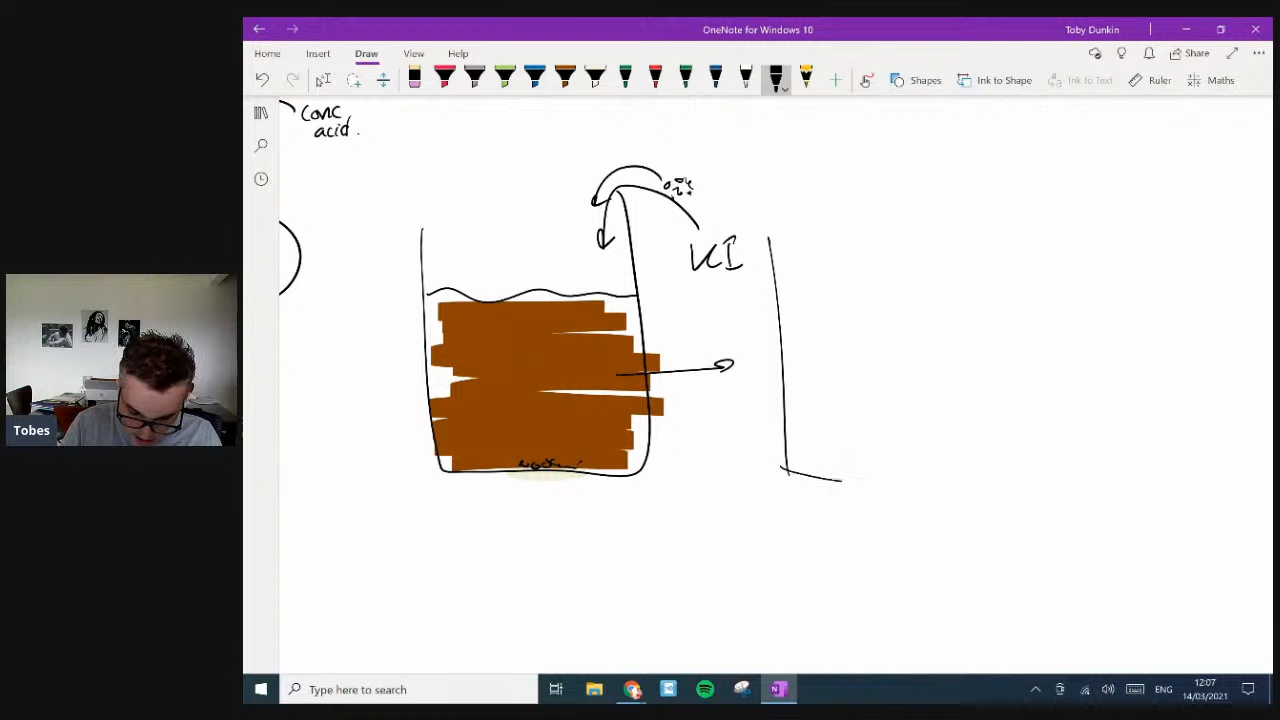 OneNote for Windows 10
Toby Dunkin
Home
Insert
Draw
View
Help
Share
Shapes
Ink to Shape
Ink to Text
Ruler
Maths
conc
acid.
KI
Tobes
Type here to search
ENG
12:07
14/03/2021